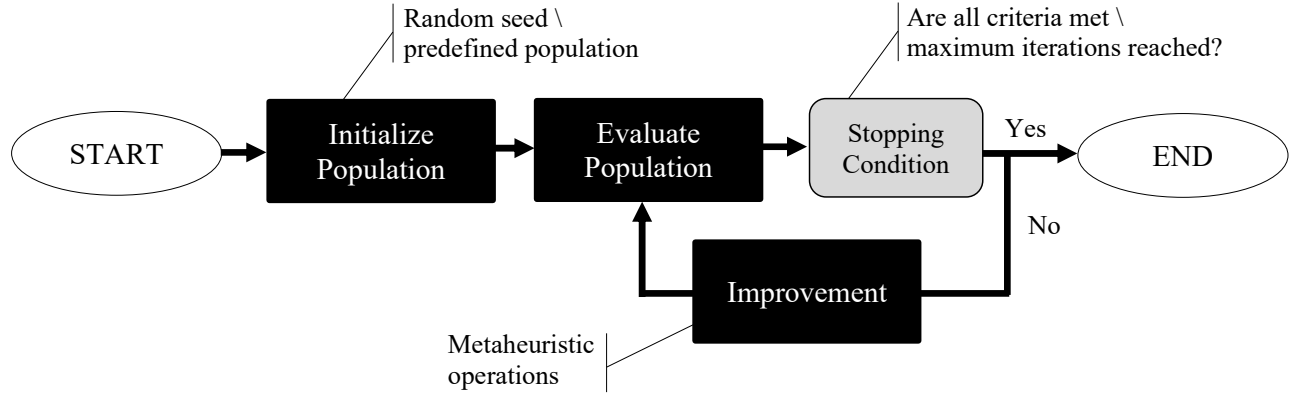 Random seed \
predefined population
Are all criteria met \
maximum iterations reached?
START
Initialize
Population
Evaluate
Population
Stopping
Condition
Yes
END
No
Improvement
Metaheuristic
operations